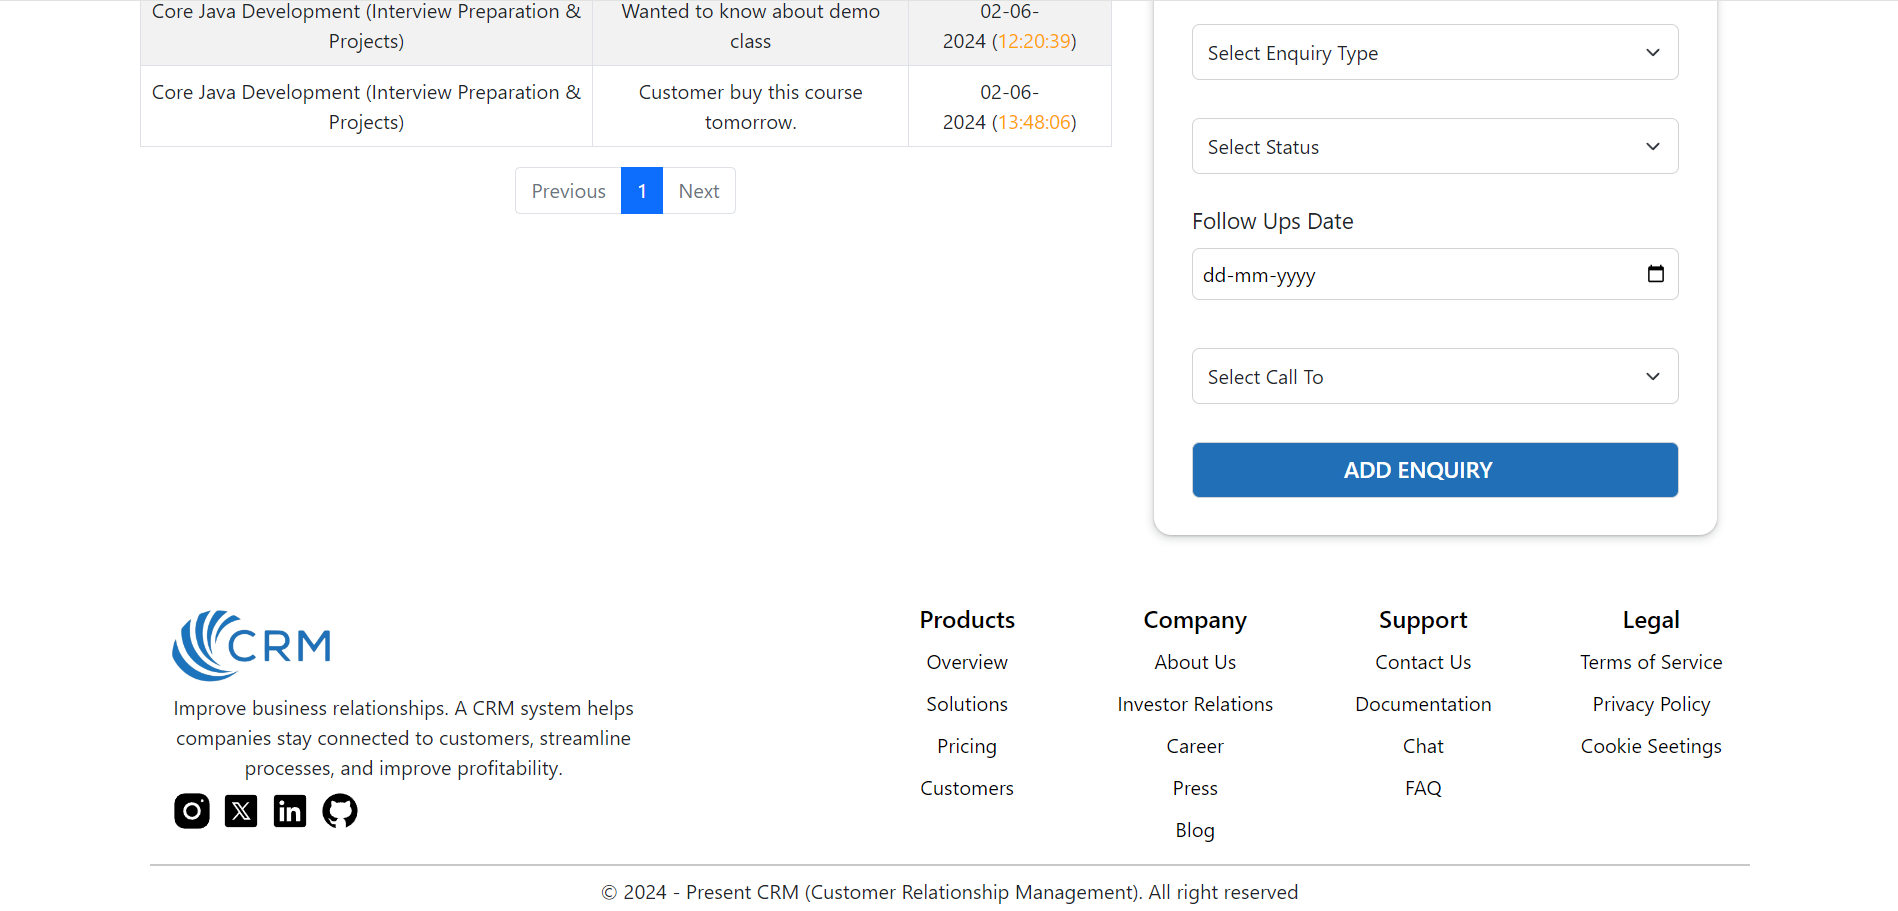 Core Java Development (Interview Preparation &
Projects)
Wanted to know about demo
class
02-06-
2024 (12:20:39)
Core Java Development (Interview Preparation &
Projects)
Customer buy this course
tomorrow.
02-06-
2024 (13:48:06)
Previous 1 Next
Select Enquiry Type
Select Status
Follow Ups Date
dd-mm-yyyy
Select Call To
ADD ENQUIRY
CRM
Improve business relationships. A CRM system helps
companies stay connected to customers, streamline
processes, and improve profitability.
Products
Overview
Solutions
Pricing
Customers
Company
About Us
Investor Relations
Career
Press
Blog
Support
Contact Us
Documentation
Chat
FAQ
Legal
Terms of Service
Privacy Policy
Cookie Seetings
© 2024 - Present CRM (Customer Relationship Management). All right reserved